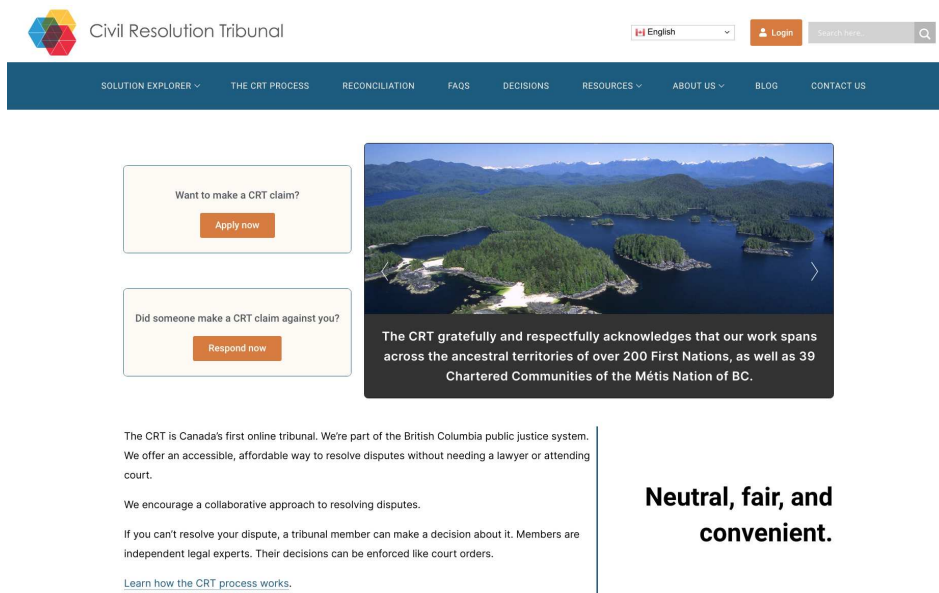 Civil Resolution Tribunal
English
Login
Search here..
SOLUTION EXPLORER
THE CRT PROCESS
RECONCILIATION
FAQS
DECISIONS
RESOURCES
ABOUT US
BLOG
CONTACT US
Want to make a CRT claim?
Apply now
Did someone make a CRT claim against you?
Respond now
The CRT gratefully and respectfully acknowledges that our work spans
across the ancestral territories of over 200 First Nations, as well as 39
Chartered Communities of the Métis Nation of BC.
The CRT is Canada's first online tribunal. We're part of the British Columbia public justice system.
We offer an accessible, affordable way to resolve disputes without needing a lawyer or attending
court.
We encourage a collaborative approach to resolving disputes.
If you can't resolve your dispute, a tribunal member can make a decision about it. Members are
independent legal experts. Their decisions can be enforced like court orders.
Learn how the CRT process works.
Neutral, fair, and
convenient.